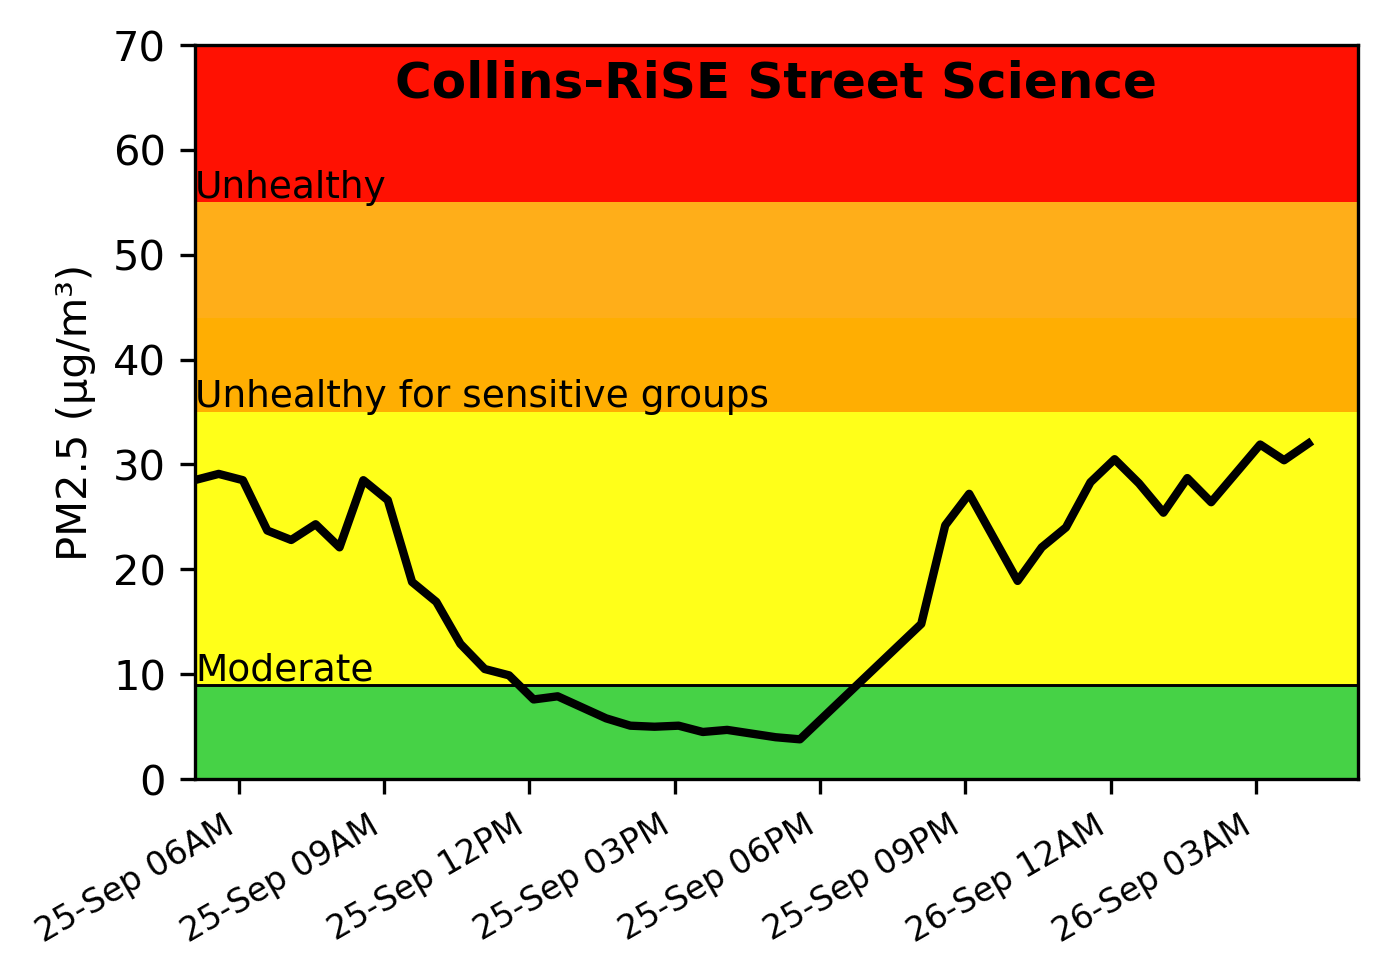 Collins-RiSE Street Science
70
60
Unhealthy
50
40
Unhealthy for sensitive groups
30
20
Moderate
10
0
PM2.5 (µg/m³)
25-Sep 06AM
25-Sep 09AM
25-Sep 12PM
25-Sep 03PM
25-Sep 06PM
25-Sep 09PM
26-Sep 12AM
26-Sep 03AM